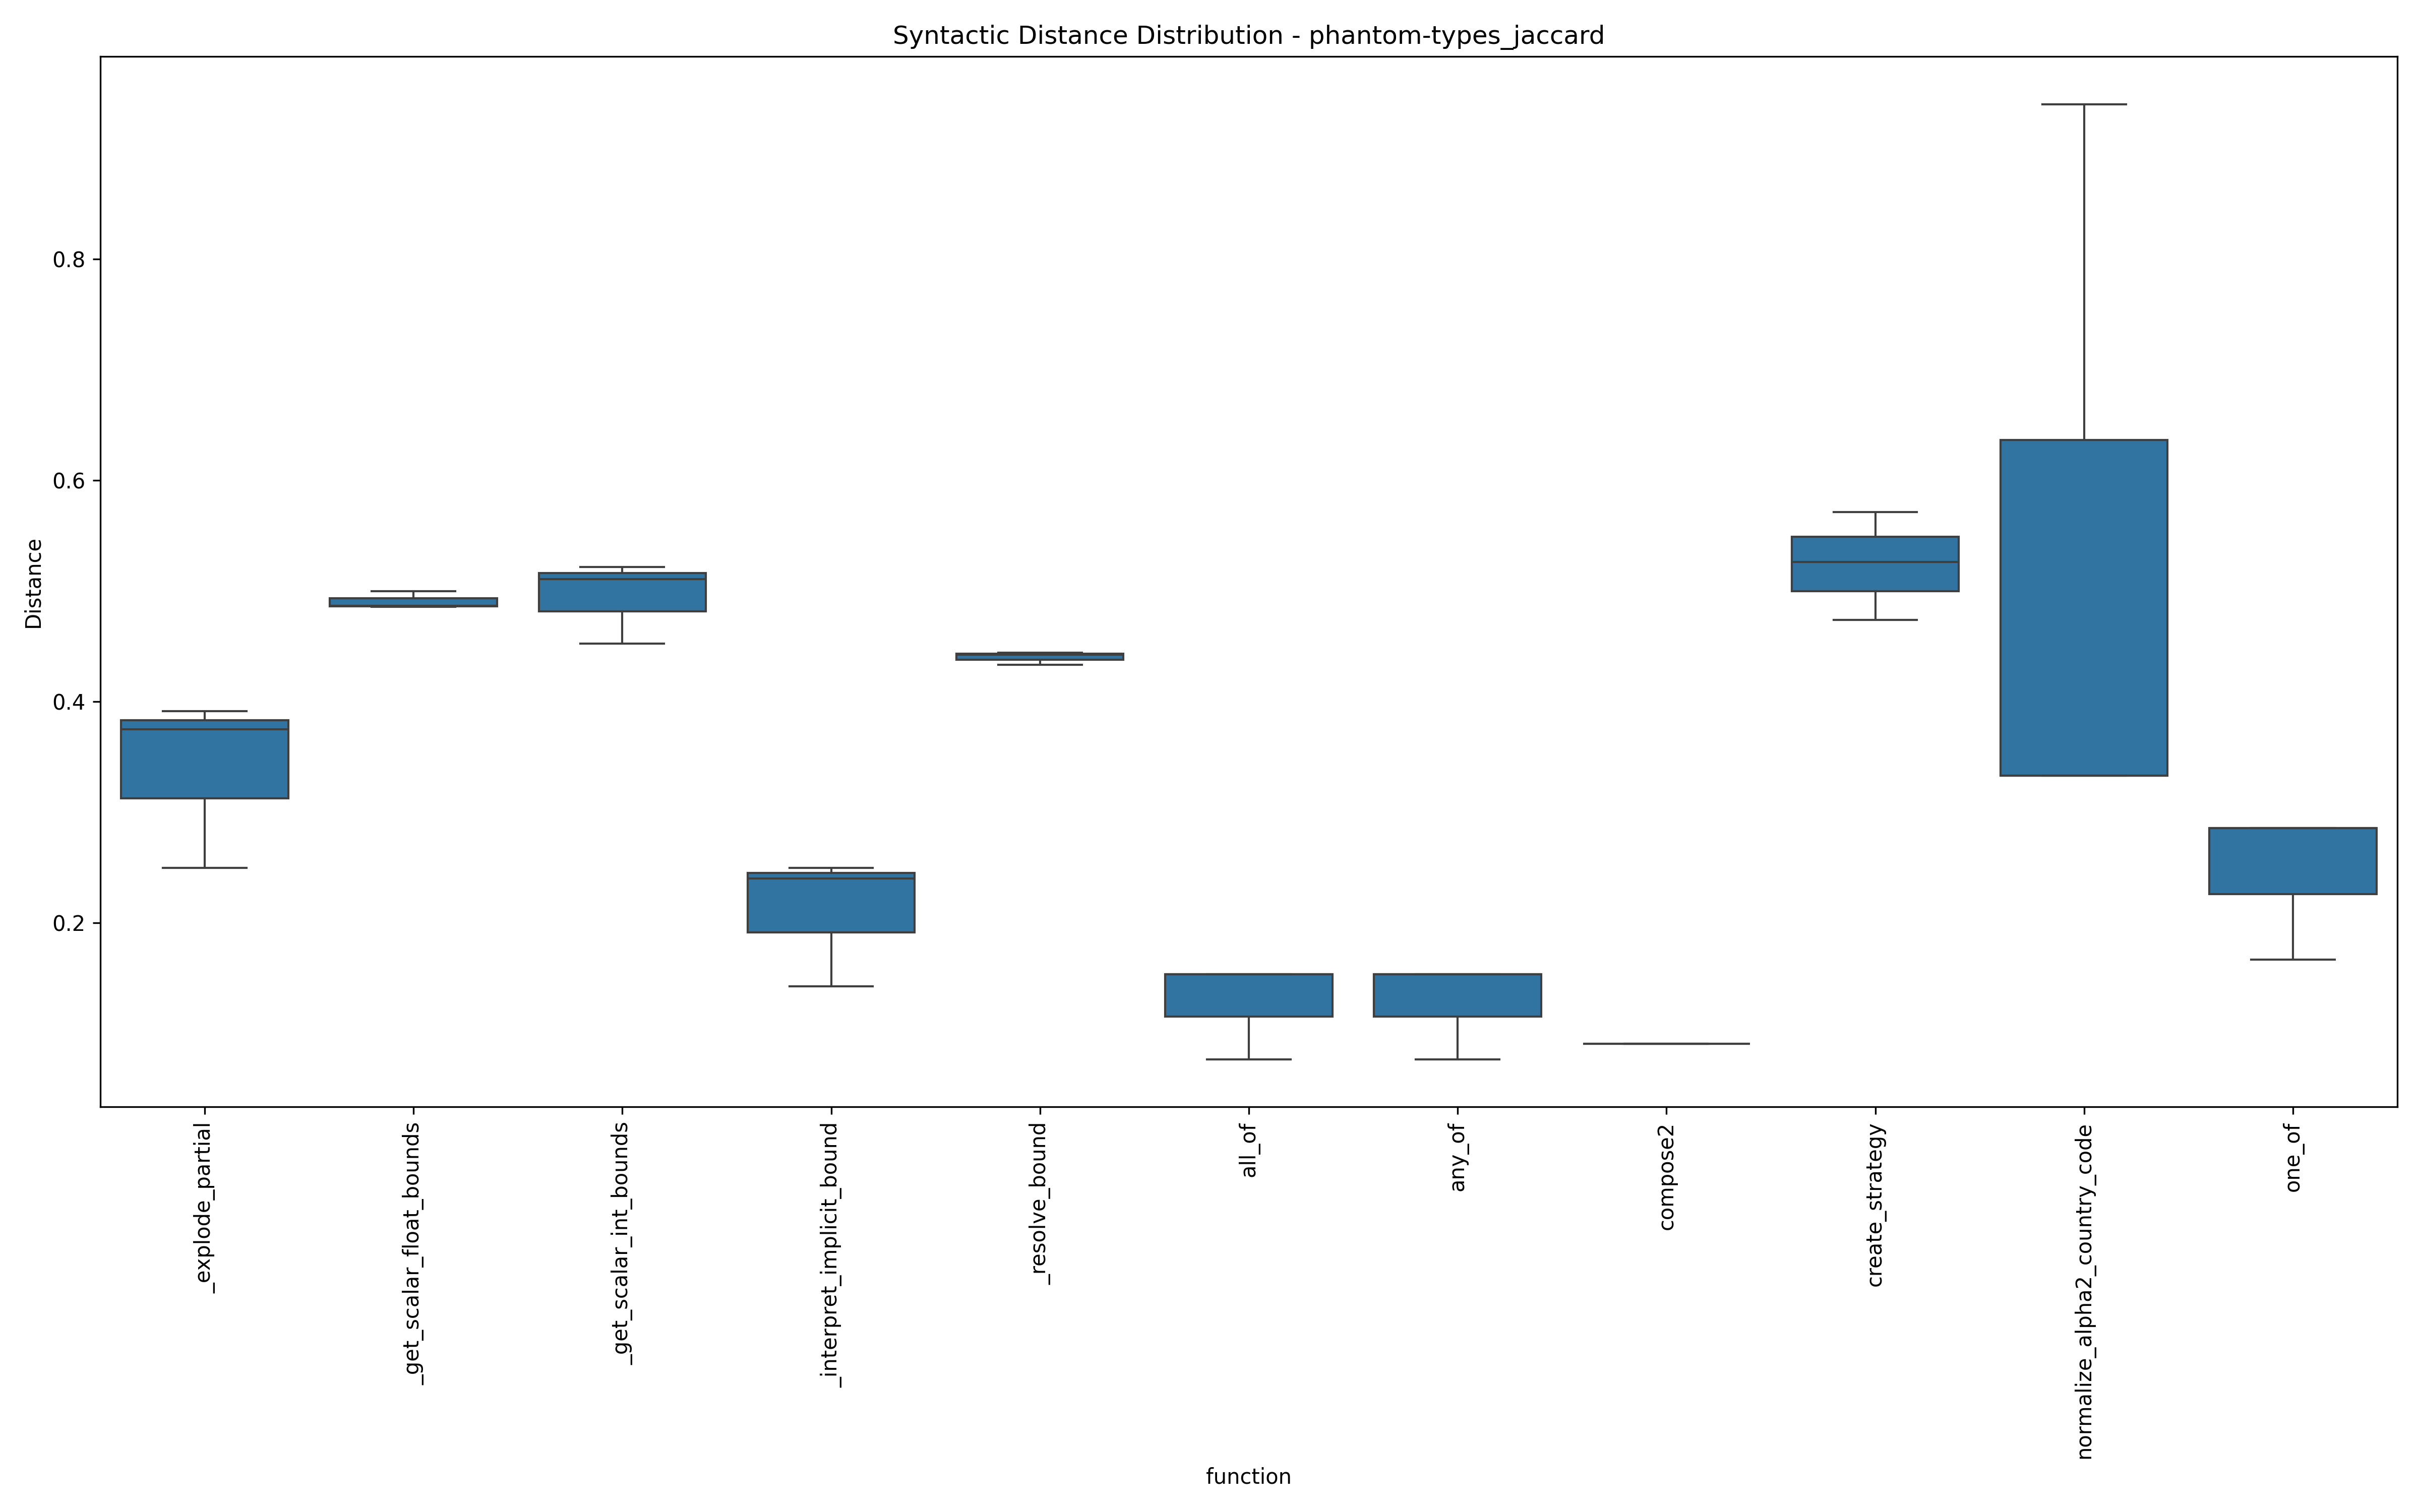 Syntactic Distance Distribution - phantom-types_jaccard
Distance
0.8
0.6
0.4
0.2
_explode_partial
_get_scalar_float_bounds
_get_scalar_int_bounds
_interpret_implicit_bound
_resolve_bound
all_of
any_of
compose2
create_strategy
normalize_alpha2_country_code
one_of
function